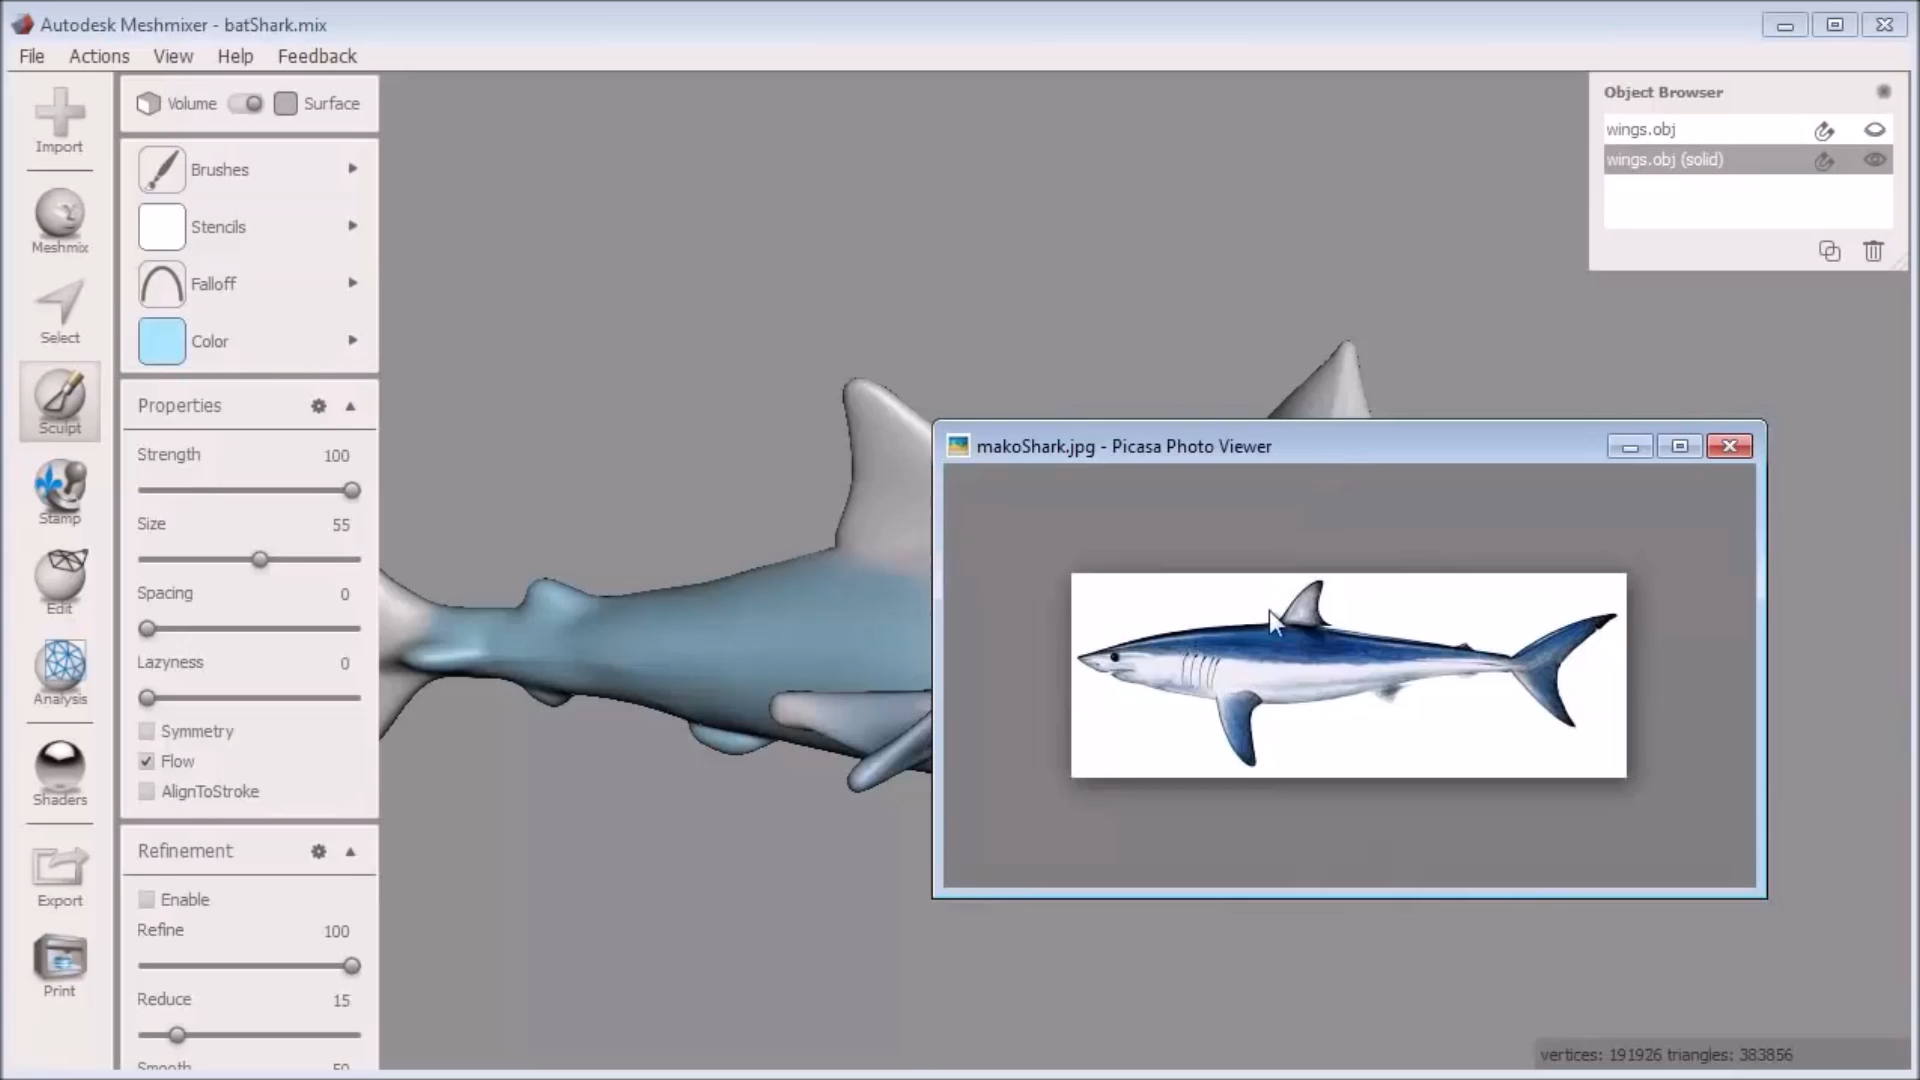 Autodesk Meshmixer - batShark.mix
File Actions View Help Feedback
Import
Meshmix
Select
Sculpt
Stamp
Edit
Analysis
Shaders
Export
Print
Volume Surface
Brushes
Stencils
Falloff
Color
Properties
Strength 100
Size 55
Spacing 0
Lazyness 0
Symmetry
Flow
AlignToStroke
Refinement
Enable
Refine 100
Reduce 15
Smooth 50
makoShark.jpg - Picasa Photo Viewer
Object Browser
wings.obj
wings.obj (solid)
vertices: 191926 triangles: 383856